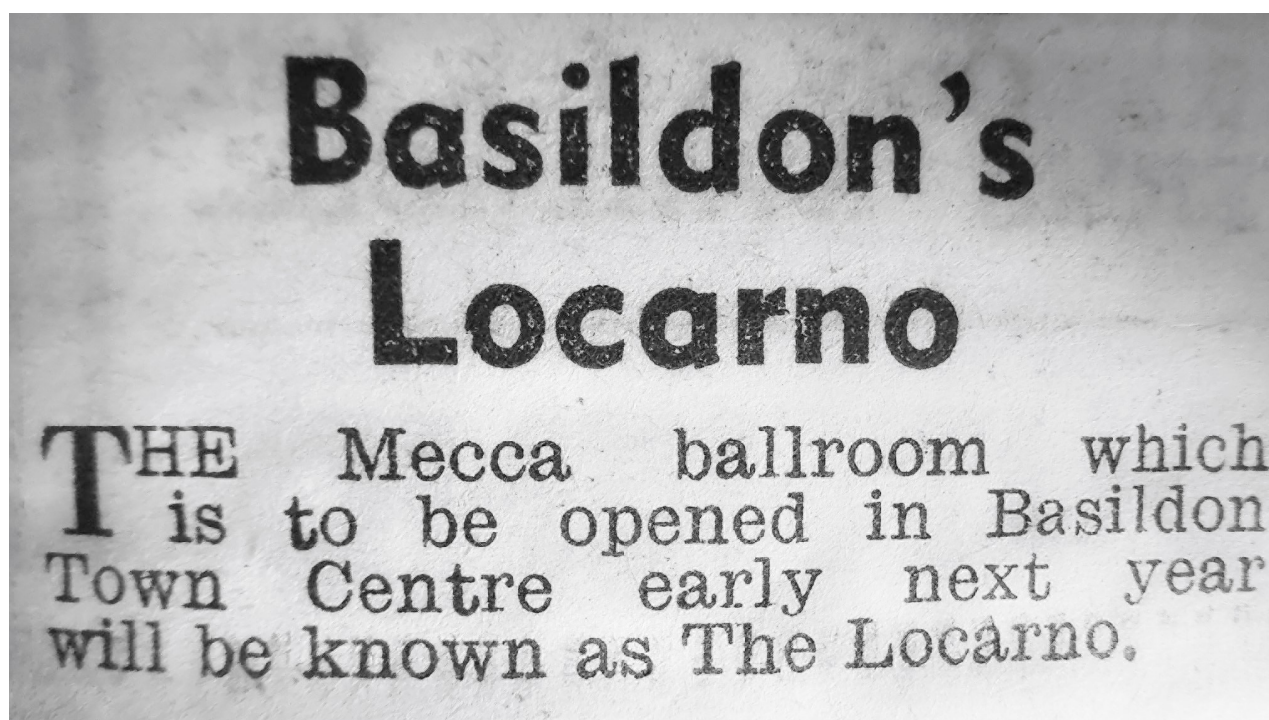 Basildon's
Locarno
THE Mecca ballroom which
is to be opened in Basildon
Town Centre early next year
will be known as The Locarno.